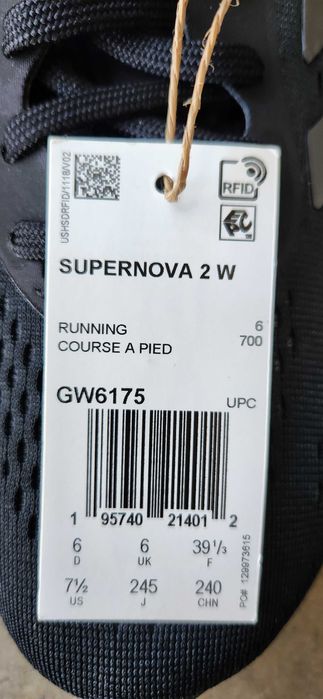 USHSDRFID/1118/V02
RFID
SUPERNOVA 2 W
RUNNING 6
COURSE A PIED 700
GW6175 UPC
1 95740 21401 2
6 6 39 1/3
D UK F
7½ 245 240
US J CHN
PO# 129973615